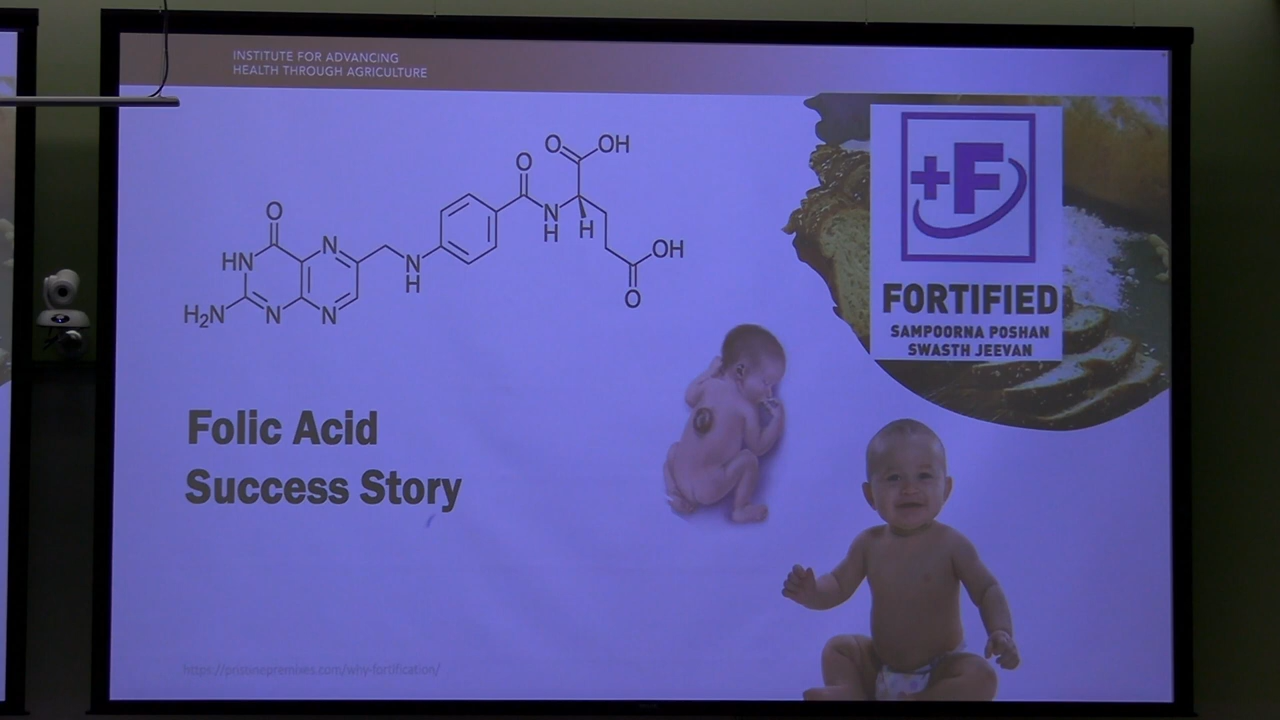 INSTITUTE FOR ADVANCING
HEALTH THROUGH AGRICULTURE
O
OH
O
O
N
H
H
OH
O
O
HN
N
N
H
H₂N
N
N
+F
FORTIFIED
SAMPOORNA POSHAN
SWASTH JEEVAN
Folic Acid
Success Story
https://pristinepremixes.com/why-fortification/